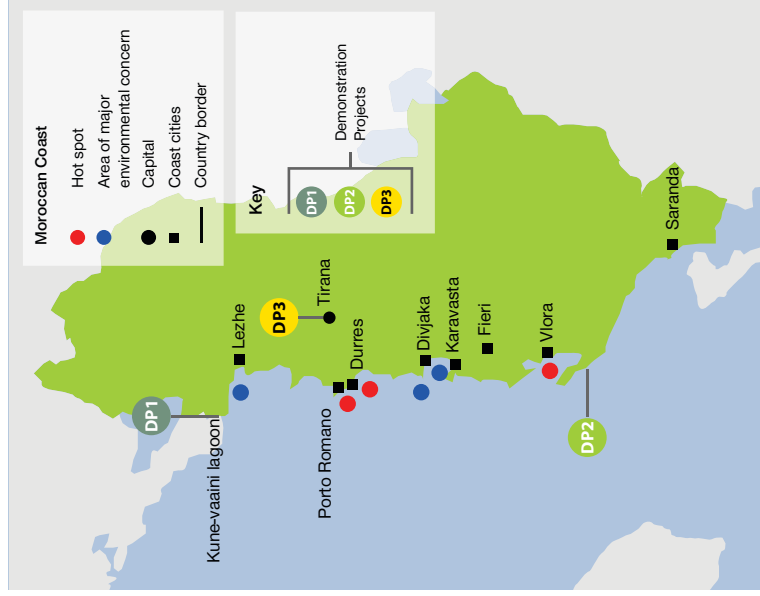 Moroccan Coast
Hot spot
Area of major
environmental concern
Capital
Coast cities
Country border
Key
DP1
DP2
DP3
Demonstration
Projects
DP1
Kune-vaaini lagoon
Lezhe
DP3
Tirana
Porto Romano
Durres
Divjaka
Karavasta
Fieri
Vlora
DP2
Saranda